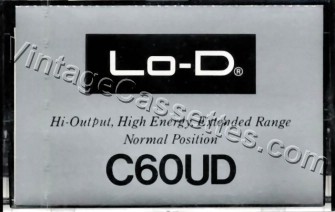 Lo-D®
Hi-Output, High Energy, Extended Range
Normal Position
C60UD
VintageCassettes.com